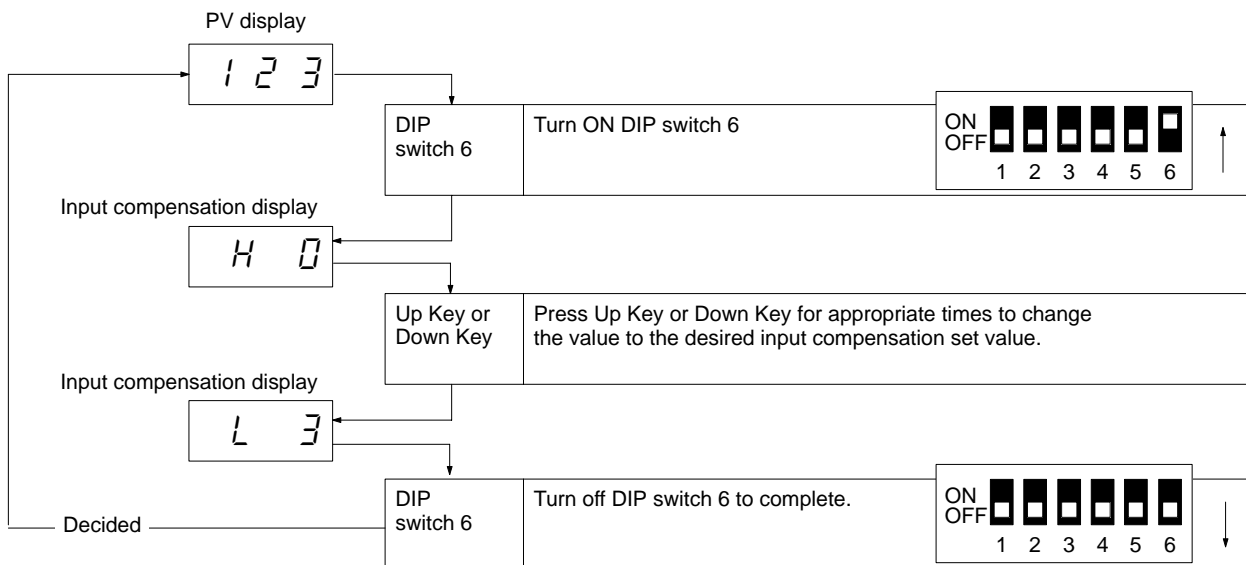 PV display
1 2 3
DIP
switch 6
Turn ON DIP switch 6
ON
OFF
1 2 3 4 5 6
Input compensation display
H 0
Up Key or
Down Key
Press Up Key or Down Key for appropriate times to change
the value to the desired input compensation set value.
Input compensation display
L 3
DIP
switch 6
Turn off DIP switch 6 to complete.
ON
OFF
1 2 3 4 5 6
Decided